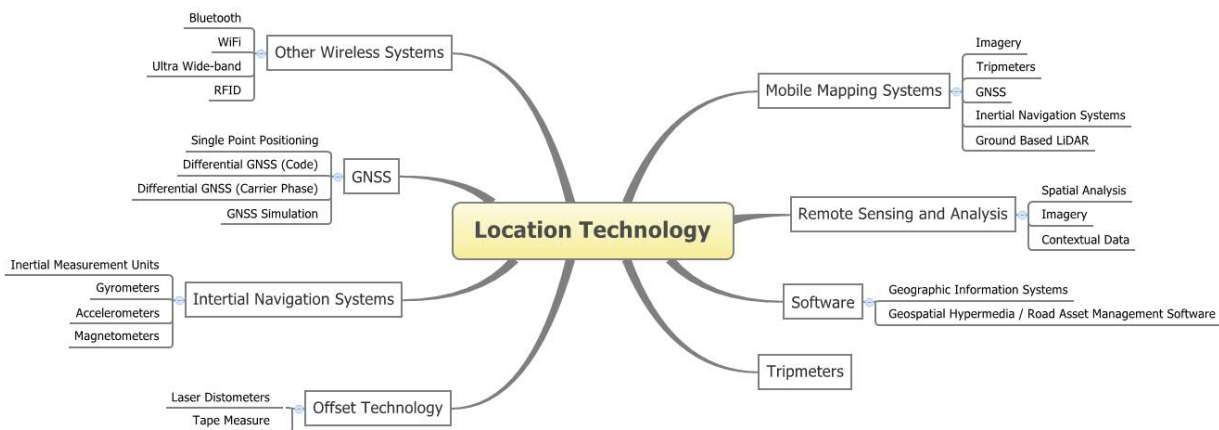 Bluetooth
WiFi
Ultra Wide-band
RFID
Other Wireless Systems
Single Point Positioning
Differential GNSS (Code)
Differential GNSS (Carrier Phase)
GNSS Simulation
GNSS
Inertial Measurement Units
Gyrometers
Accelerometers
Magnetometers
Intertial Navigation Systems
Laser Distometers
Tape Measure
Offset Technology
Location Technology
Mobile Mapping Systems
Imagery
Tripmeters
GNSS
Inertial Navigation Systems
Ground Based LiDAR
Remote Sensing and Analysis
Spatial Analysis
Imagery
Contextual Data
Software
Geographic Information Systems
Geospatial Hypermedia / Road Asset Management Software
Tripmeters